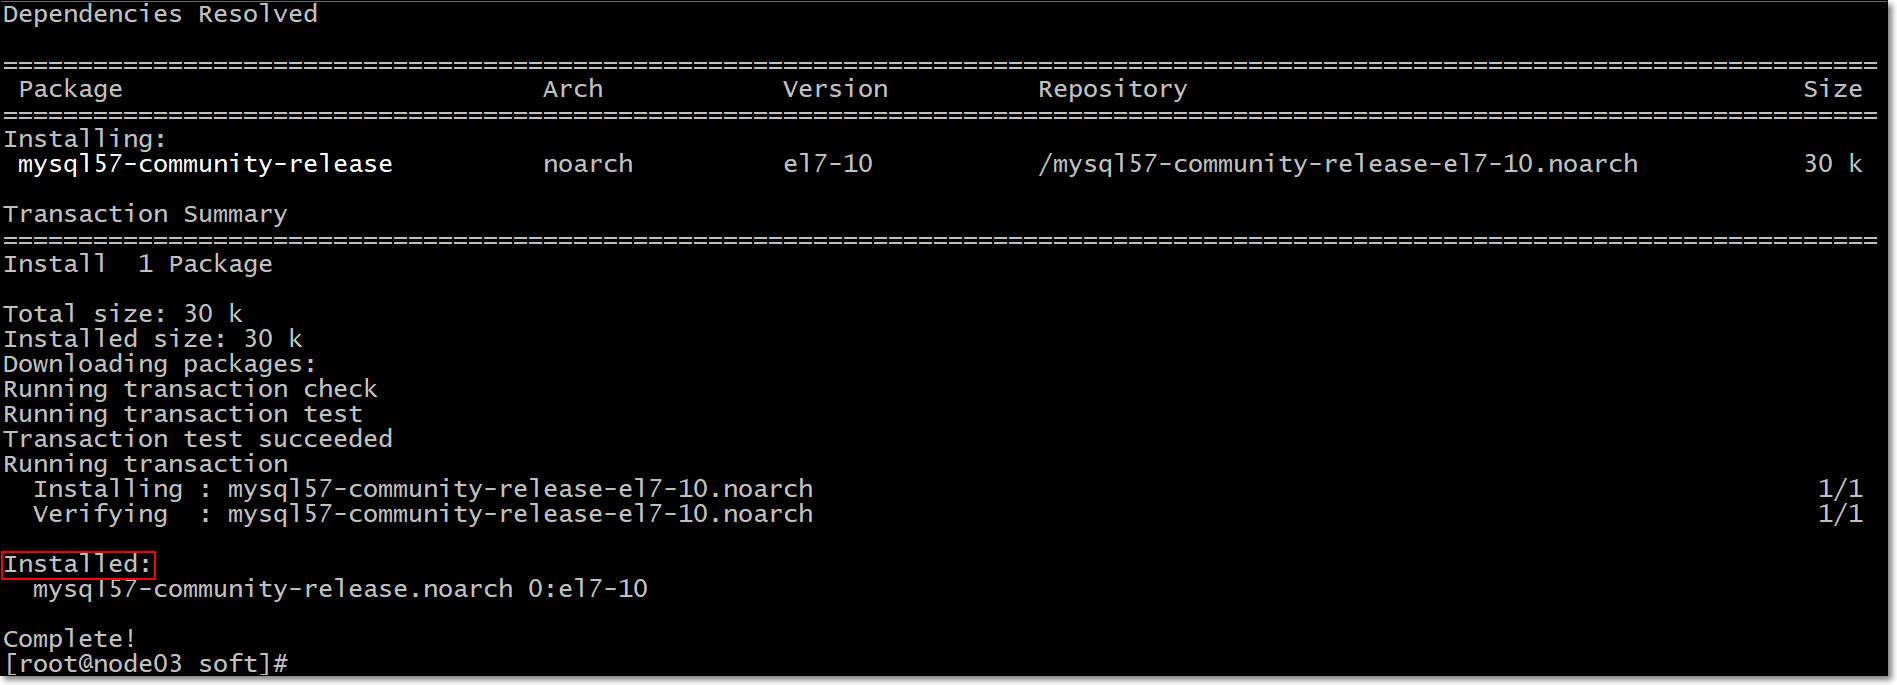 Dependencies Resolved
================================================================================
Package Arch Version Repository Size
================================================================================
Installing:
mysql57-community-release noarch el7-10 /mysql57-community-release-el7-10.noarch 30 k
Transaction Summary
================================================================================
Install  1 Package
Total size: 30 k
Installed size: 30 k
Downloading packages:
Running transaction check
Running transaction test
Transaction test succeeded
Running transaction
Installing : mysql57-community-release-el7-10.noarch 1/1
Verifying  : mysql57-community-release-el7-10.noarch 1/1
Installed:
mysql57-community-release.noarch 0:el7-10
Complete!
[root@node03 soft]#